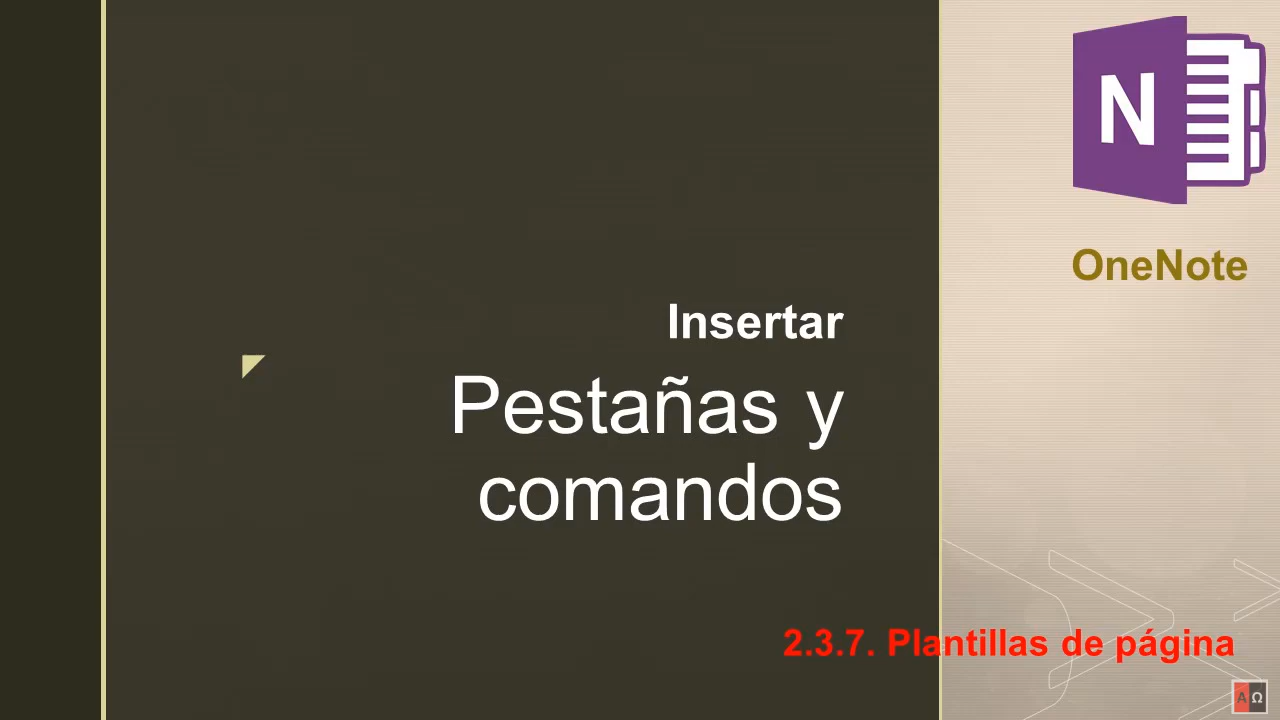 N
OneNote
Insertar
Pestañas y
comandos
2.3.7. Plantillas de página
AΩ